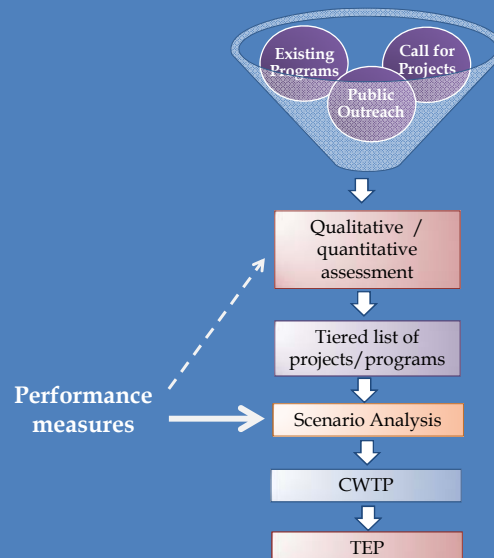 Existing
Programs
Call for
Projects
Public
Outreach
Qualitative /
quantitative
assessment
Tiered list of
projects/programs
Performance
measures
Scenario Analysis
CWTP
TEP